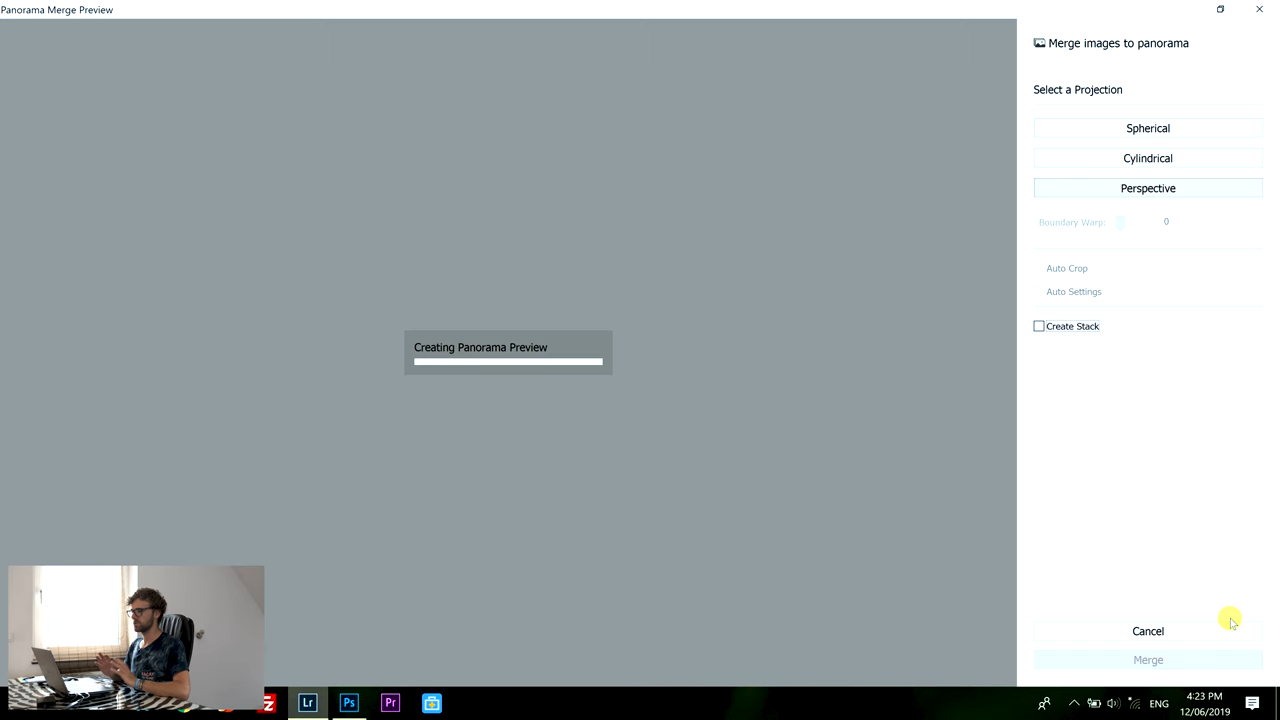 Panorama Merge Preview
Merge images to panorama
Select a Projection
Spherical
Cylindrical
Perspective
Boundary Warp: 0
Auto Crop
Auto Settings
Create Stack
Creating Panorama Preview
Cancel
Merge
Lr
Ps
Pr
ENG
4:23 PM
12/06/2019